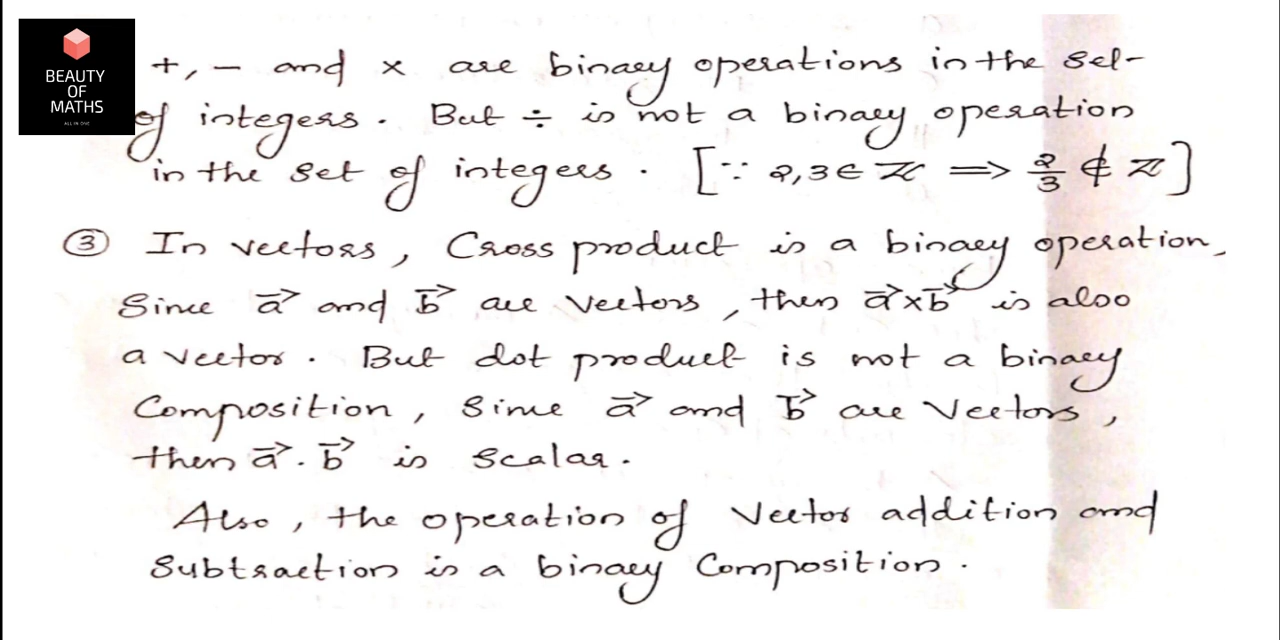 BEAUTY
OF
MATHS
ALL IN ONE
+, − and × are binary operations in the set
of integers. But ÷ is not a binary operation
in the set of integers. [∵ 2,3 ∈ ℤ ⟹ 2/3 ∉ ℤ]
③ In vectors, Cross product is a binary operation,
Since a⃗ and b⃗ are vectors, then a⃗×b⃗ is also
a vector. But dot product is not a binary
Composition, Since a⃗ and b⃗ are Vectors,
then a⃗.b⃗ is scalar.
Also, the operation of Vector addition and
Subtraction is a binary Composition.